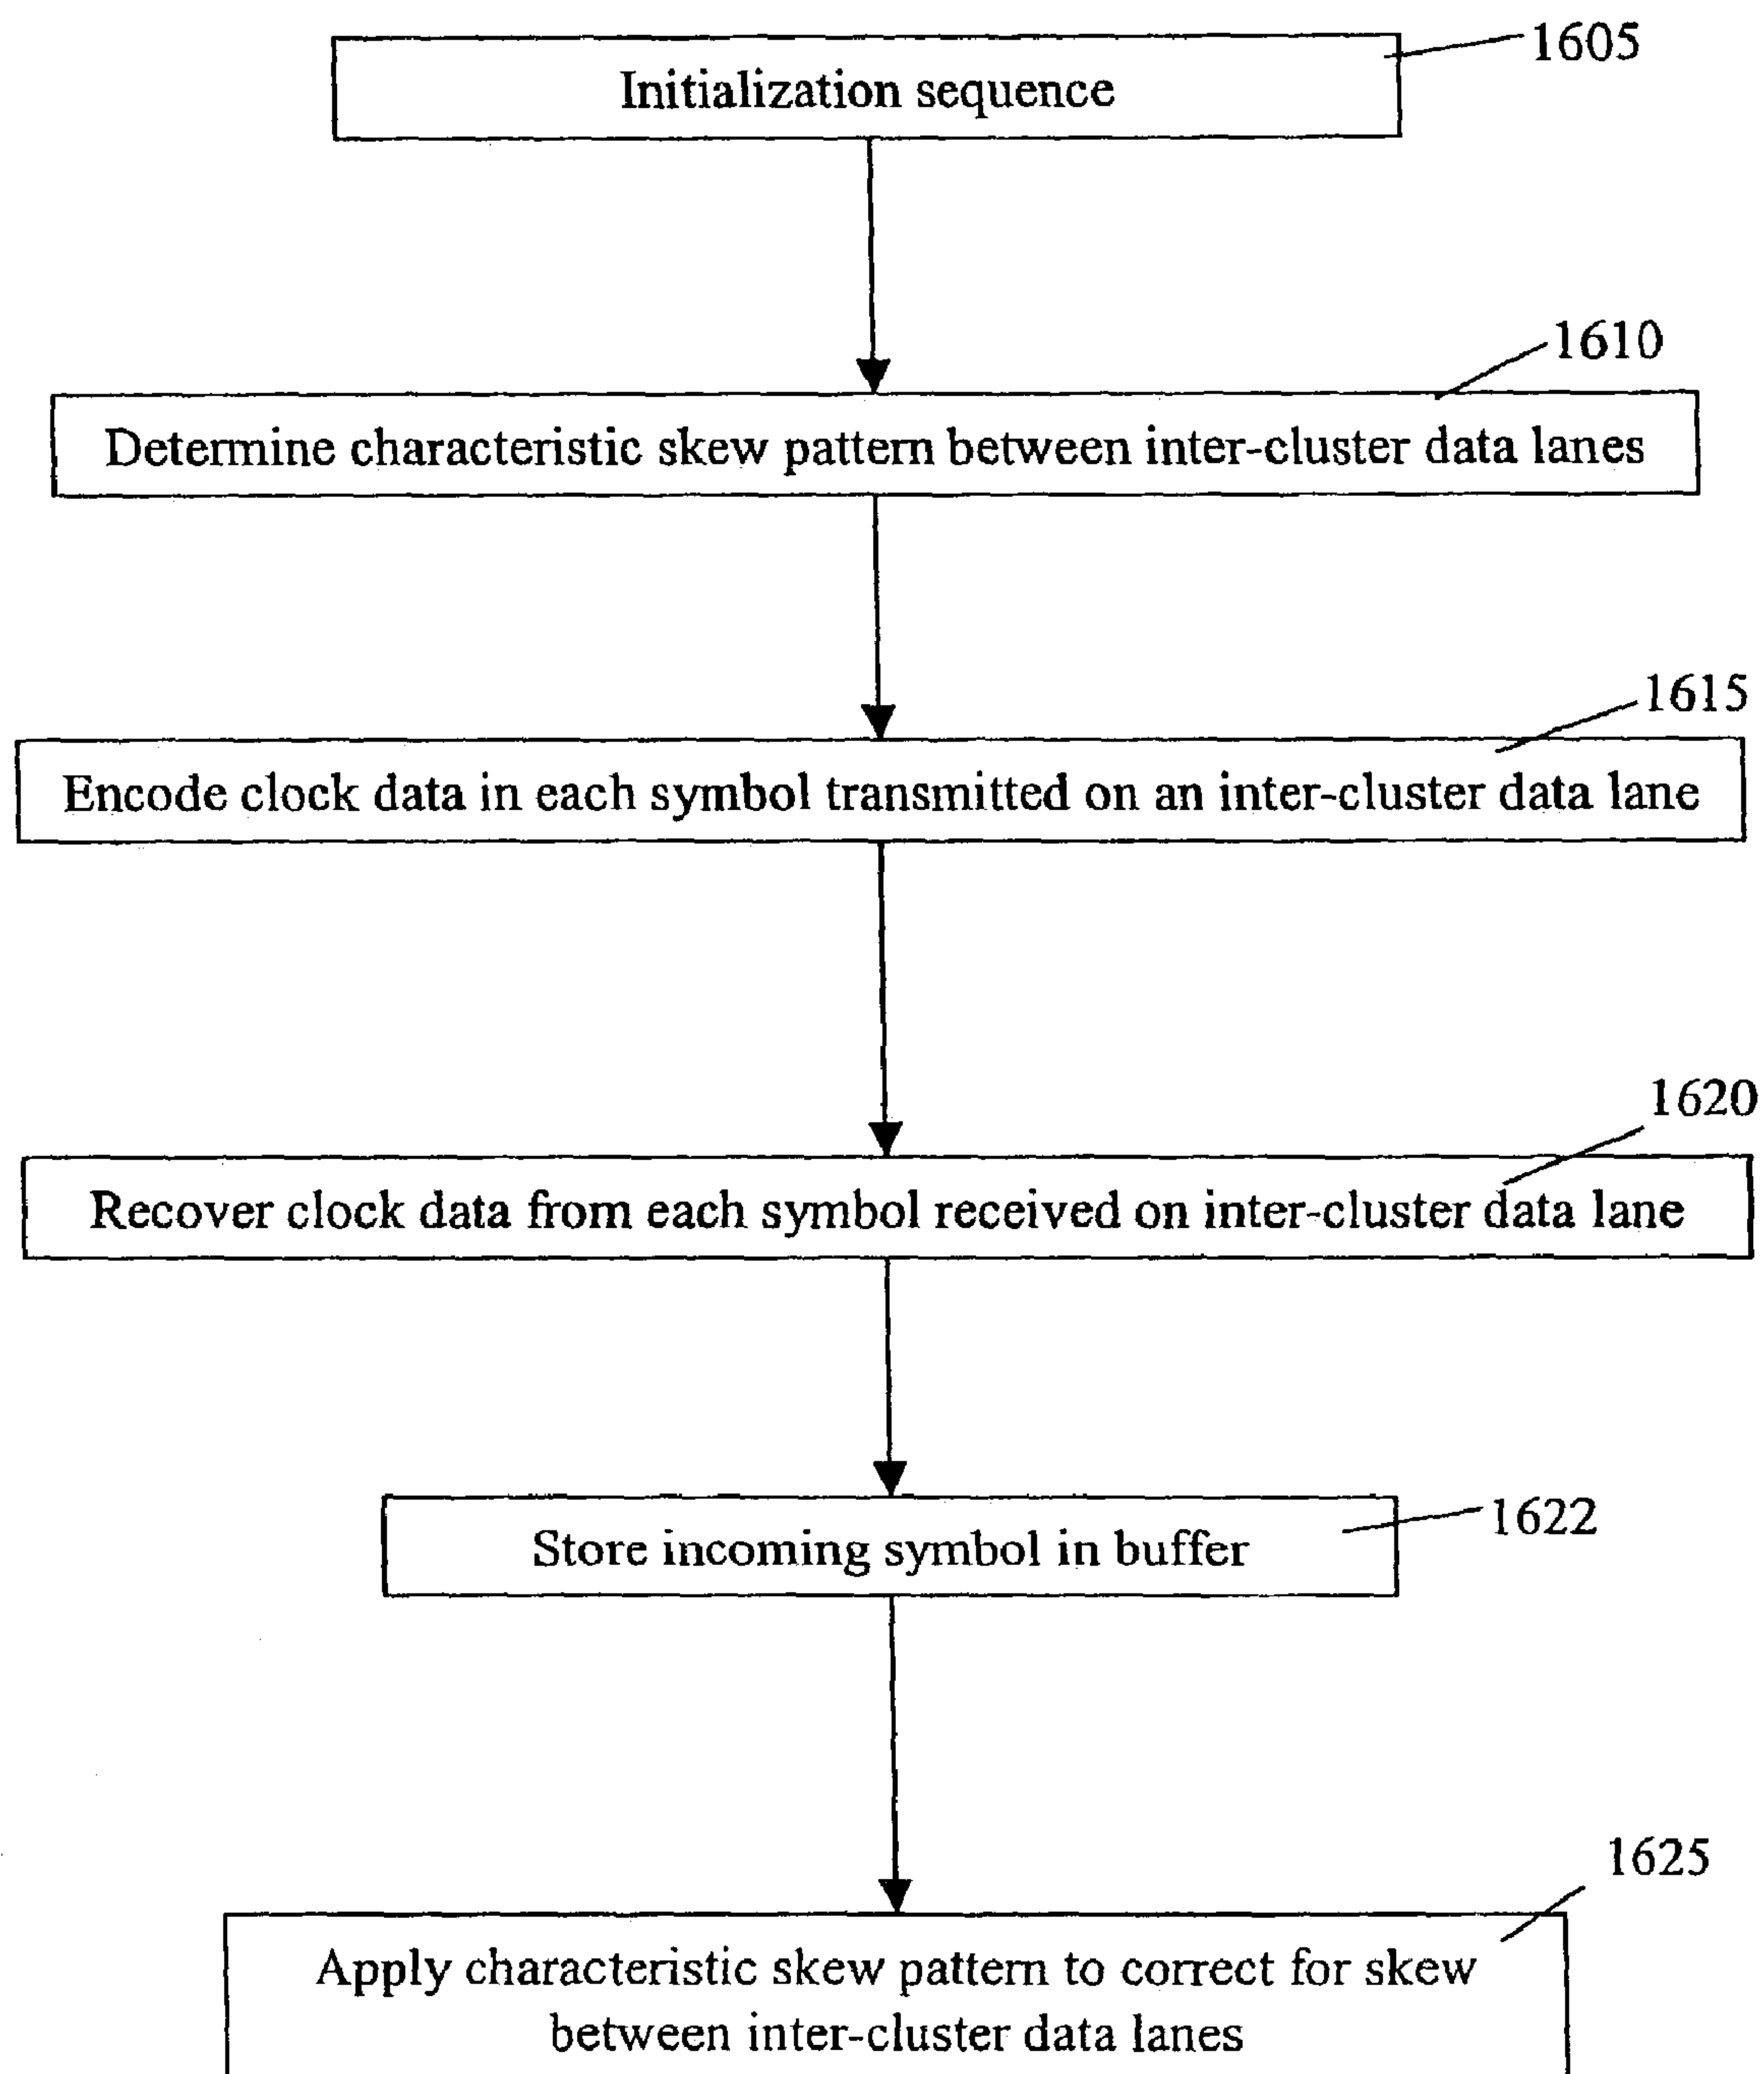 1605
Initialization sequence
1610
Determine characteristic skew pattern between inter-cluster data lanes
1615
Encode clock data in each symbol transmitted on an inter-cluster data lane
1620
Recover clock data from each symbol received on inter-cluster data lane
1622
Store incoming symbol in buffer
1625
Apply characteristic skew pattern to correct for skew
between inter-cluster data lanes